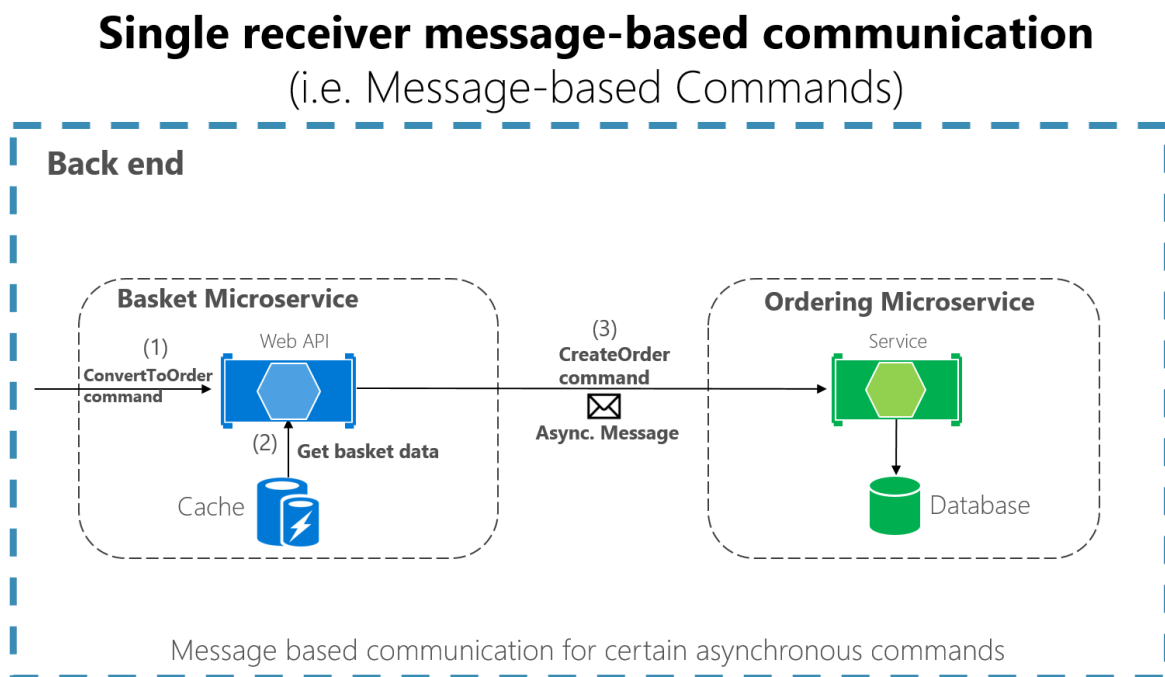 Single receiver message-based communication
(i.e. Message-based Commands)
Back end
Basket Microservice
(1)
Web API
ConvertToOrder
command
(2)
Get basket data
Cache
(3)
CreateOrder
command
Async. Message
Ordering Microservice
Service
Database
Message based communication for certain asynchronous commands